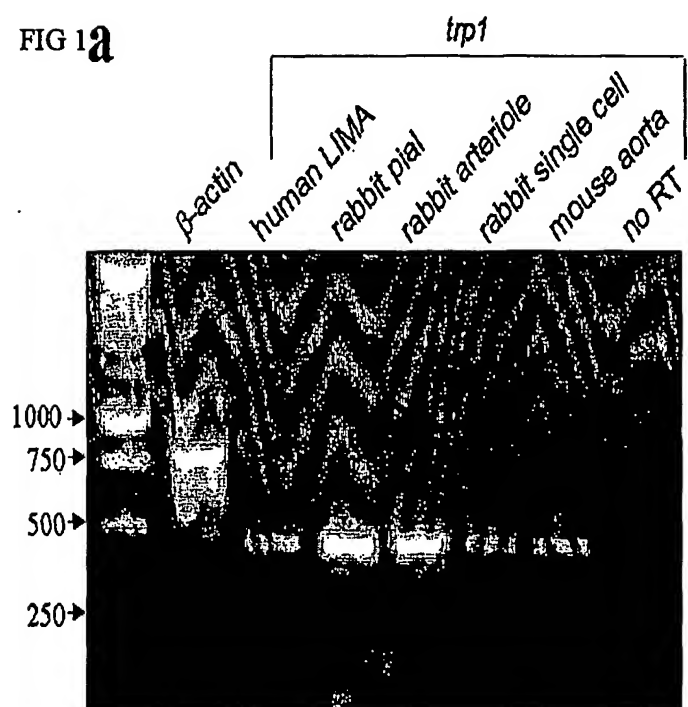 FIG 1a
trp1
β-actin
human LIMA
rabbit pial
rabbit arteriole
rabbit single cell
mouse aorta
no RT
1000
750
500
250